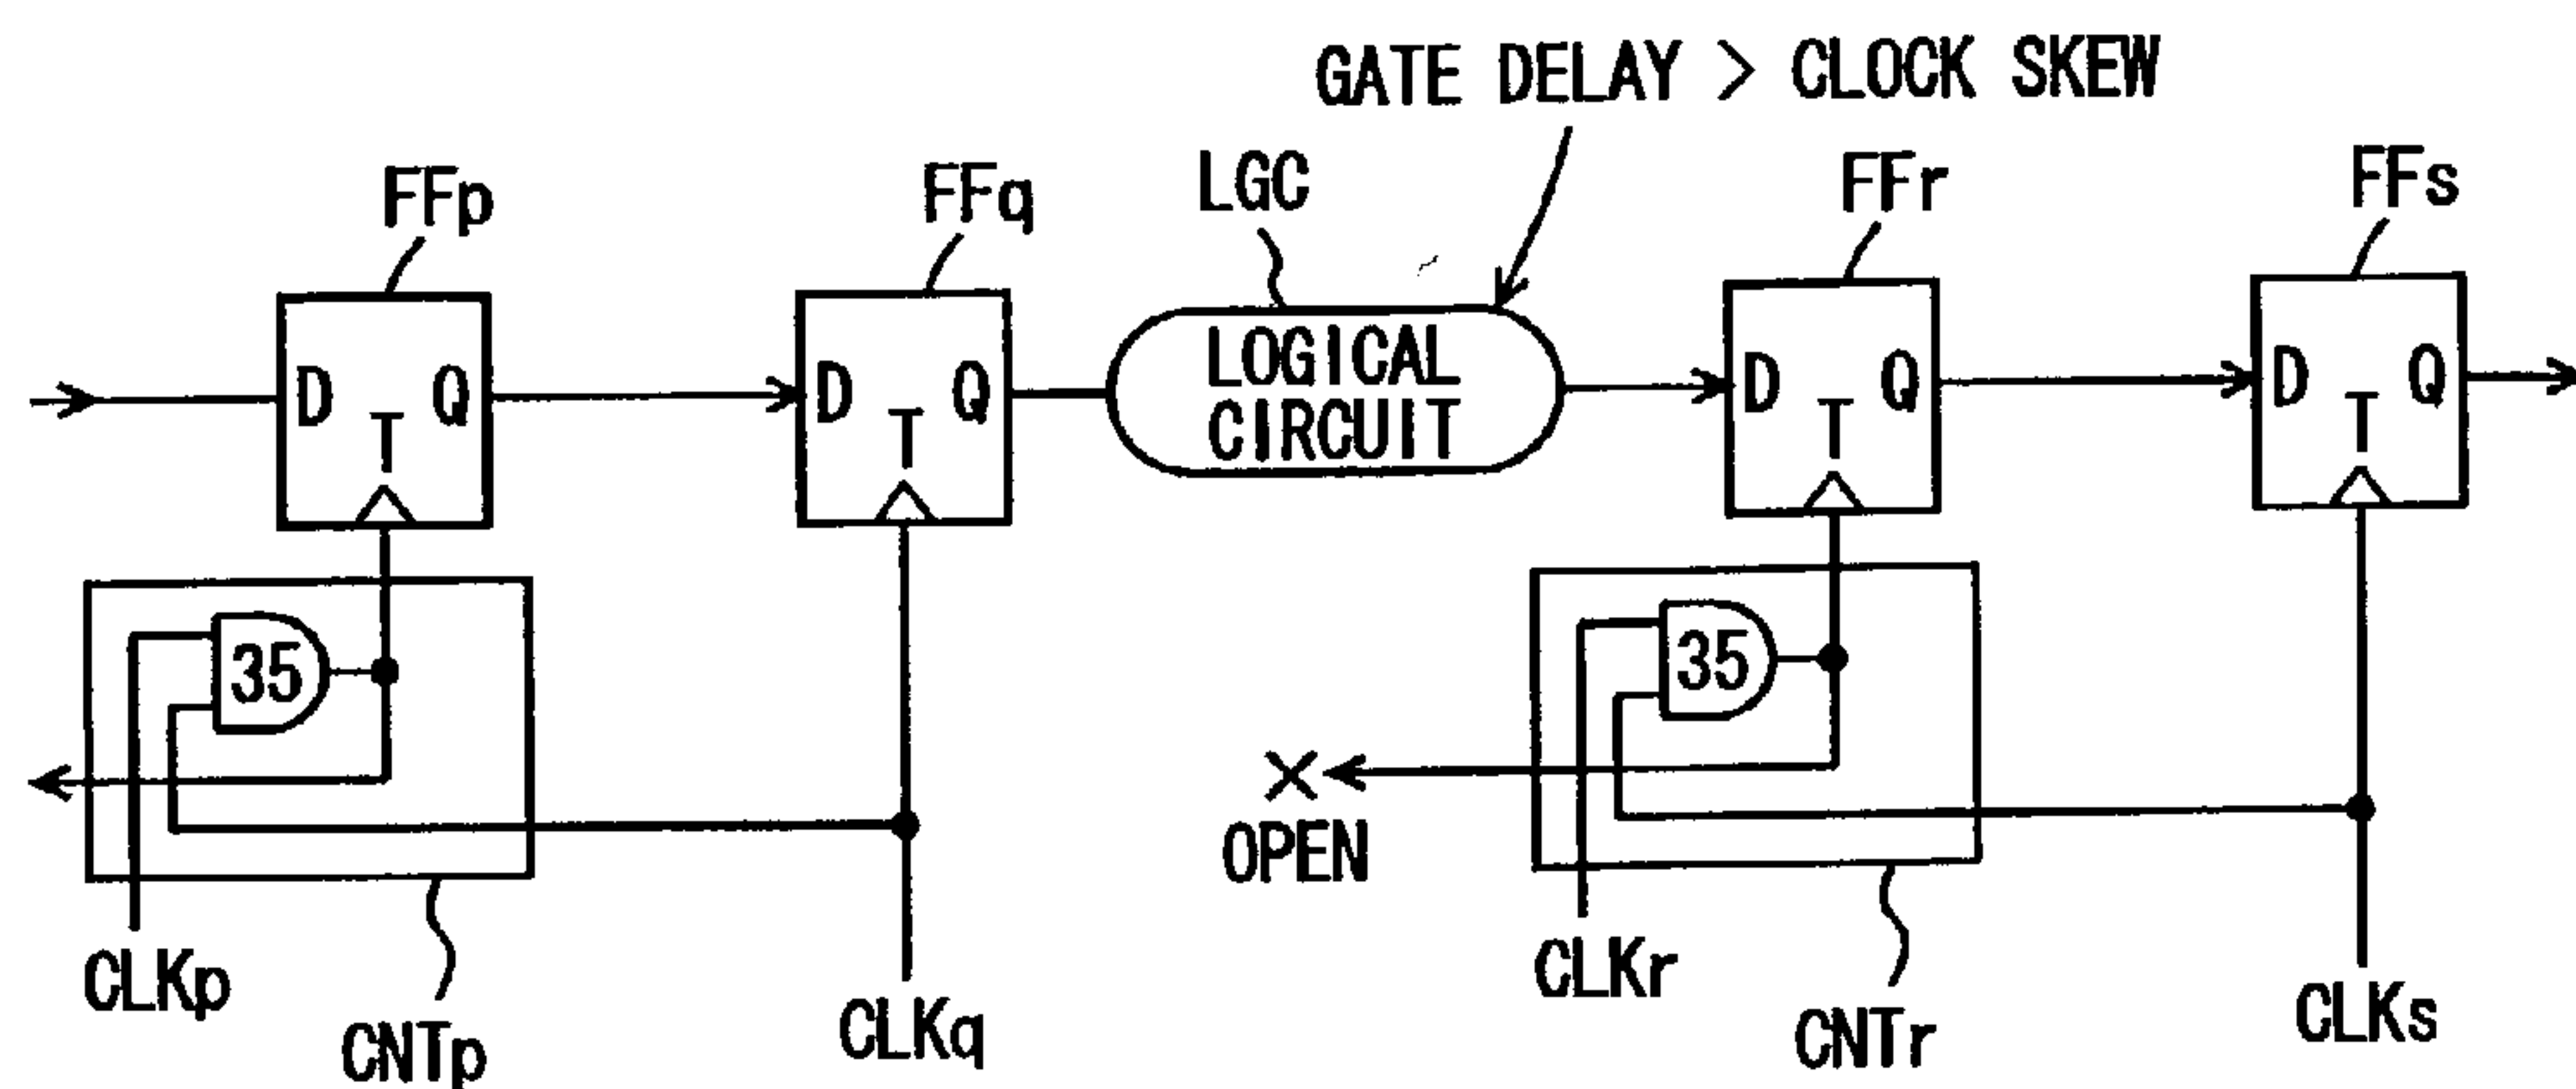 GATE DELAY > CLOCK SKEW
FFp
FFq
LGC
FFr
FFs
D Q
T
D Q
T
LOGICAL
CIRCUIT
D Q
T
D Q
T
35
35
OPEN
CLKp
CNTp
CLKq
CLKr
CNTr
CLKs